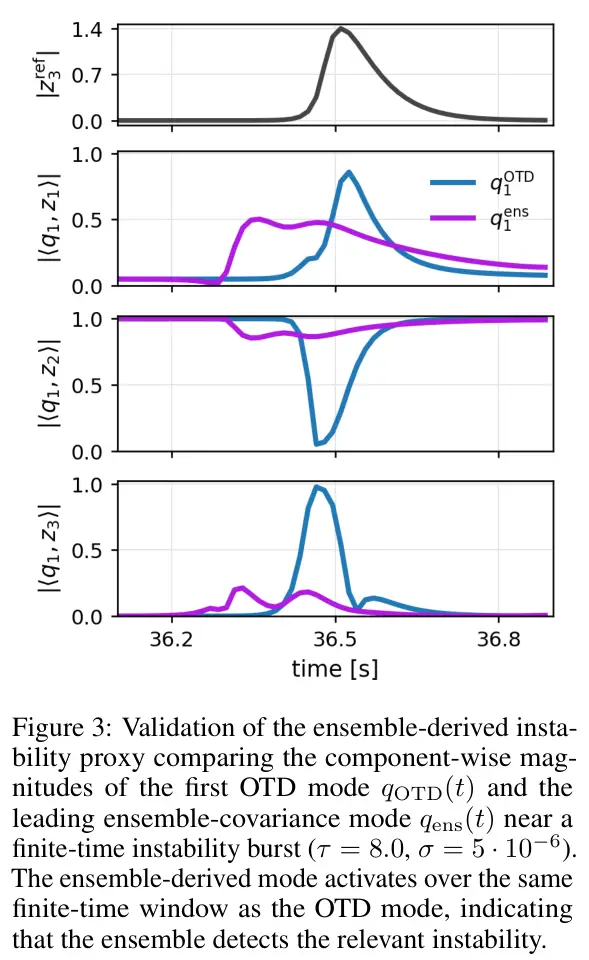 1.4
0.7
0.0
|z₃ʳᵉᶠ|
1.0
0.5
0.0
|⟨q₁, z₁⟩|
q₁ᴼᵀᴰ
q₁ᵉⁿˢ
1.0
0.5
0.0
|⟨q₁, z₂⟩|
1.0
0.5
0.0
|⟨q₁, z₃⟩|
36.2 36.5 36.8
time [s]
Figure 3: Validation of the ensemble-derived insta-
bility proxy comparing the component-wise mag-
nitudes of the first OTD mode q_OTD(t) and the
leading ensemble-covariance mode q_ens(t) near a
finite-time instability burst (τ = 8.0, σ = 5 · 10⁻⁶).
The ensemble-derived mode activates over the same
finite-time window as the OTD mode, indicating
that the ensemble detects the relevant instability.